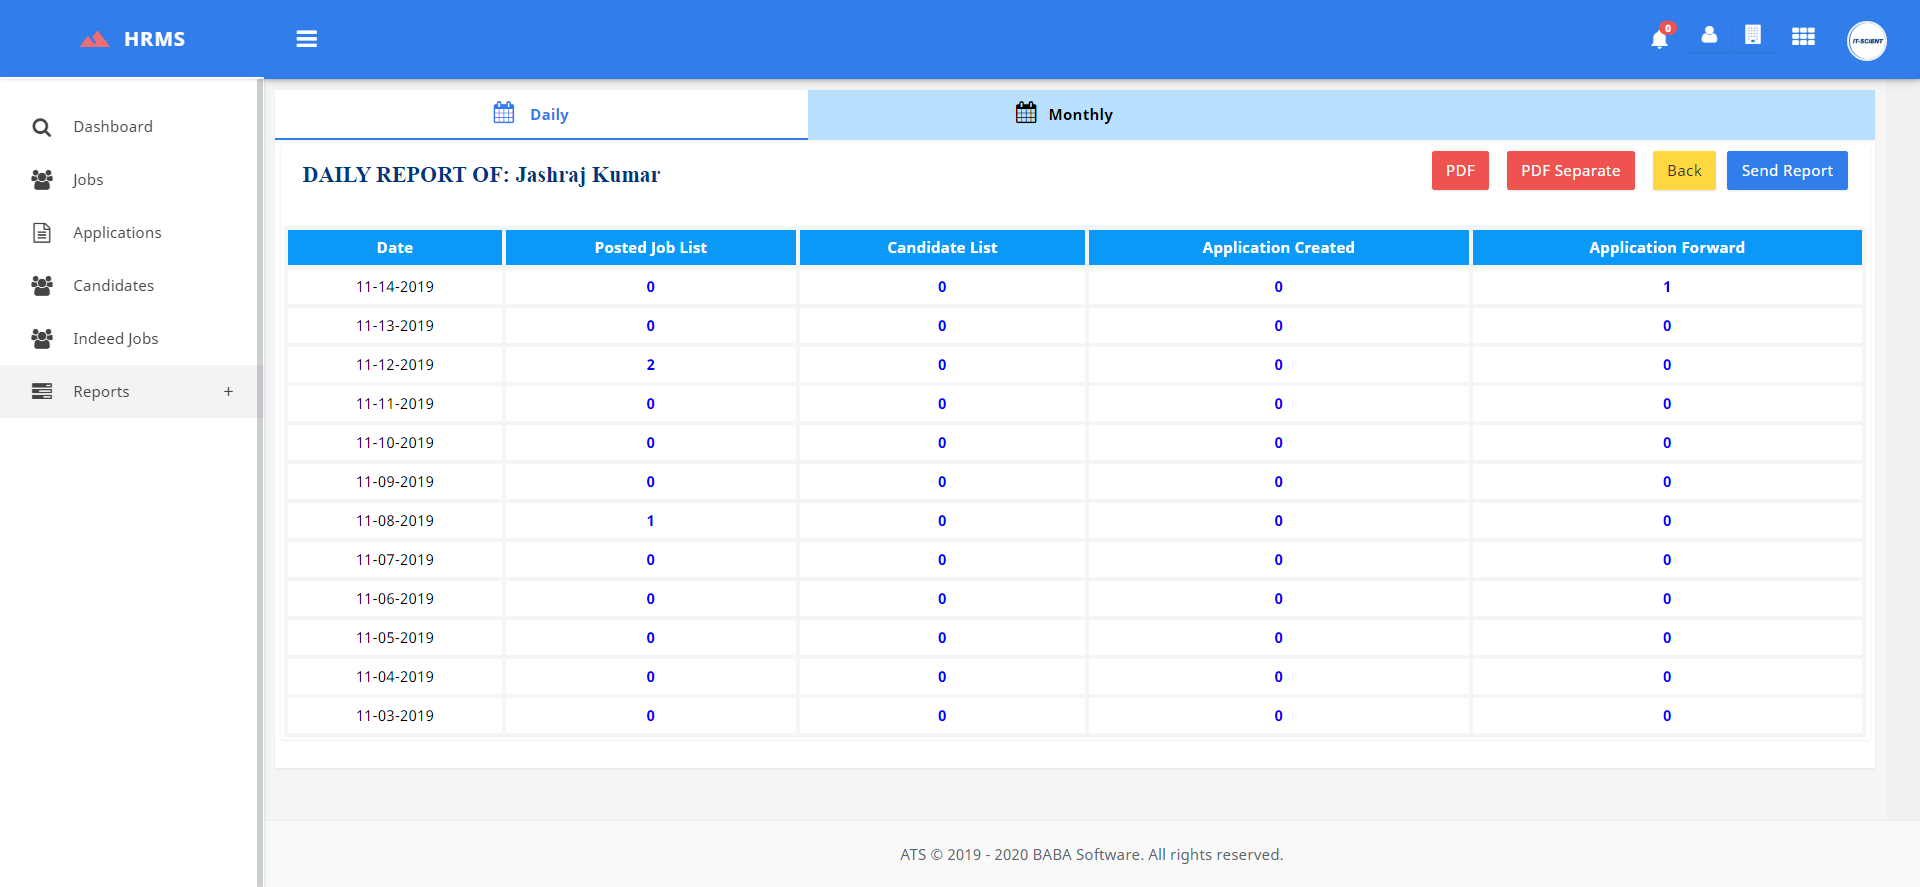 HRMS
0
IT-SCIENT
Dashboard
Jobs
Applications
Candidates
Indeed Jobs
Reports +
Daily Monthly
DAILY REPORT OF: Jashraj Kumar
PDF PDF Separate Back Send Report
Date Posted Job List Candidate List Application Created Application Forward
11-14-2019 0 0 0 1
11-13-2019 0 0 0 0
11-12-2019 2 0 0 0
11-11-2019 0 0 0 0
11-10-2019 0 0 0 0
11-09-2019 0 0 0 0
11-08-2019 1 0 0 0
11-07-2019 0 0 0 0
11-06-2019 0 0 0 0
11-05-2019 0 0 0 0
11-04-2019 0 0 0 0
11-03-2019 0 0 0 0
ATS © 2019 - 2020 BABA Software. All rights reserved.